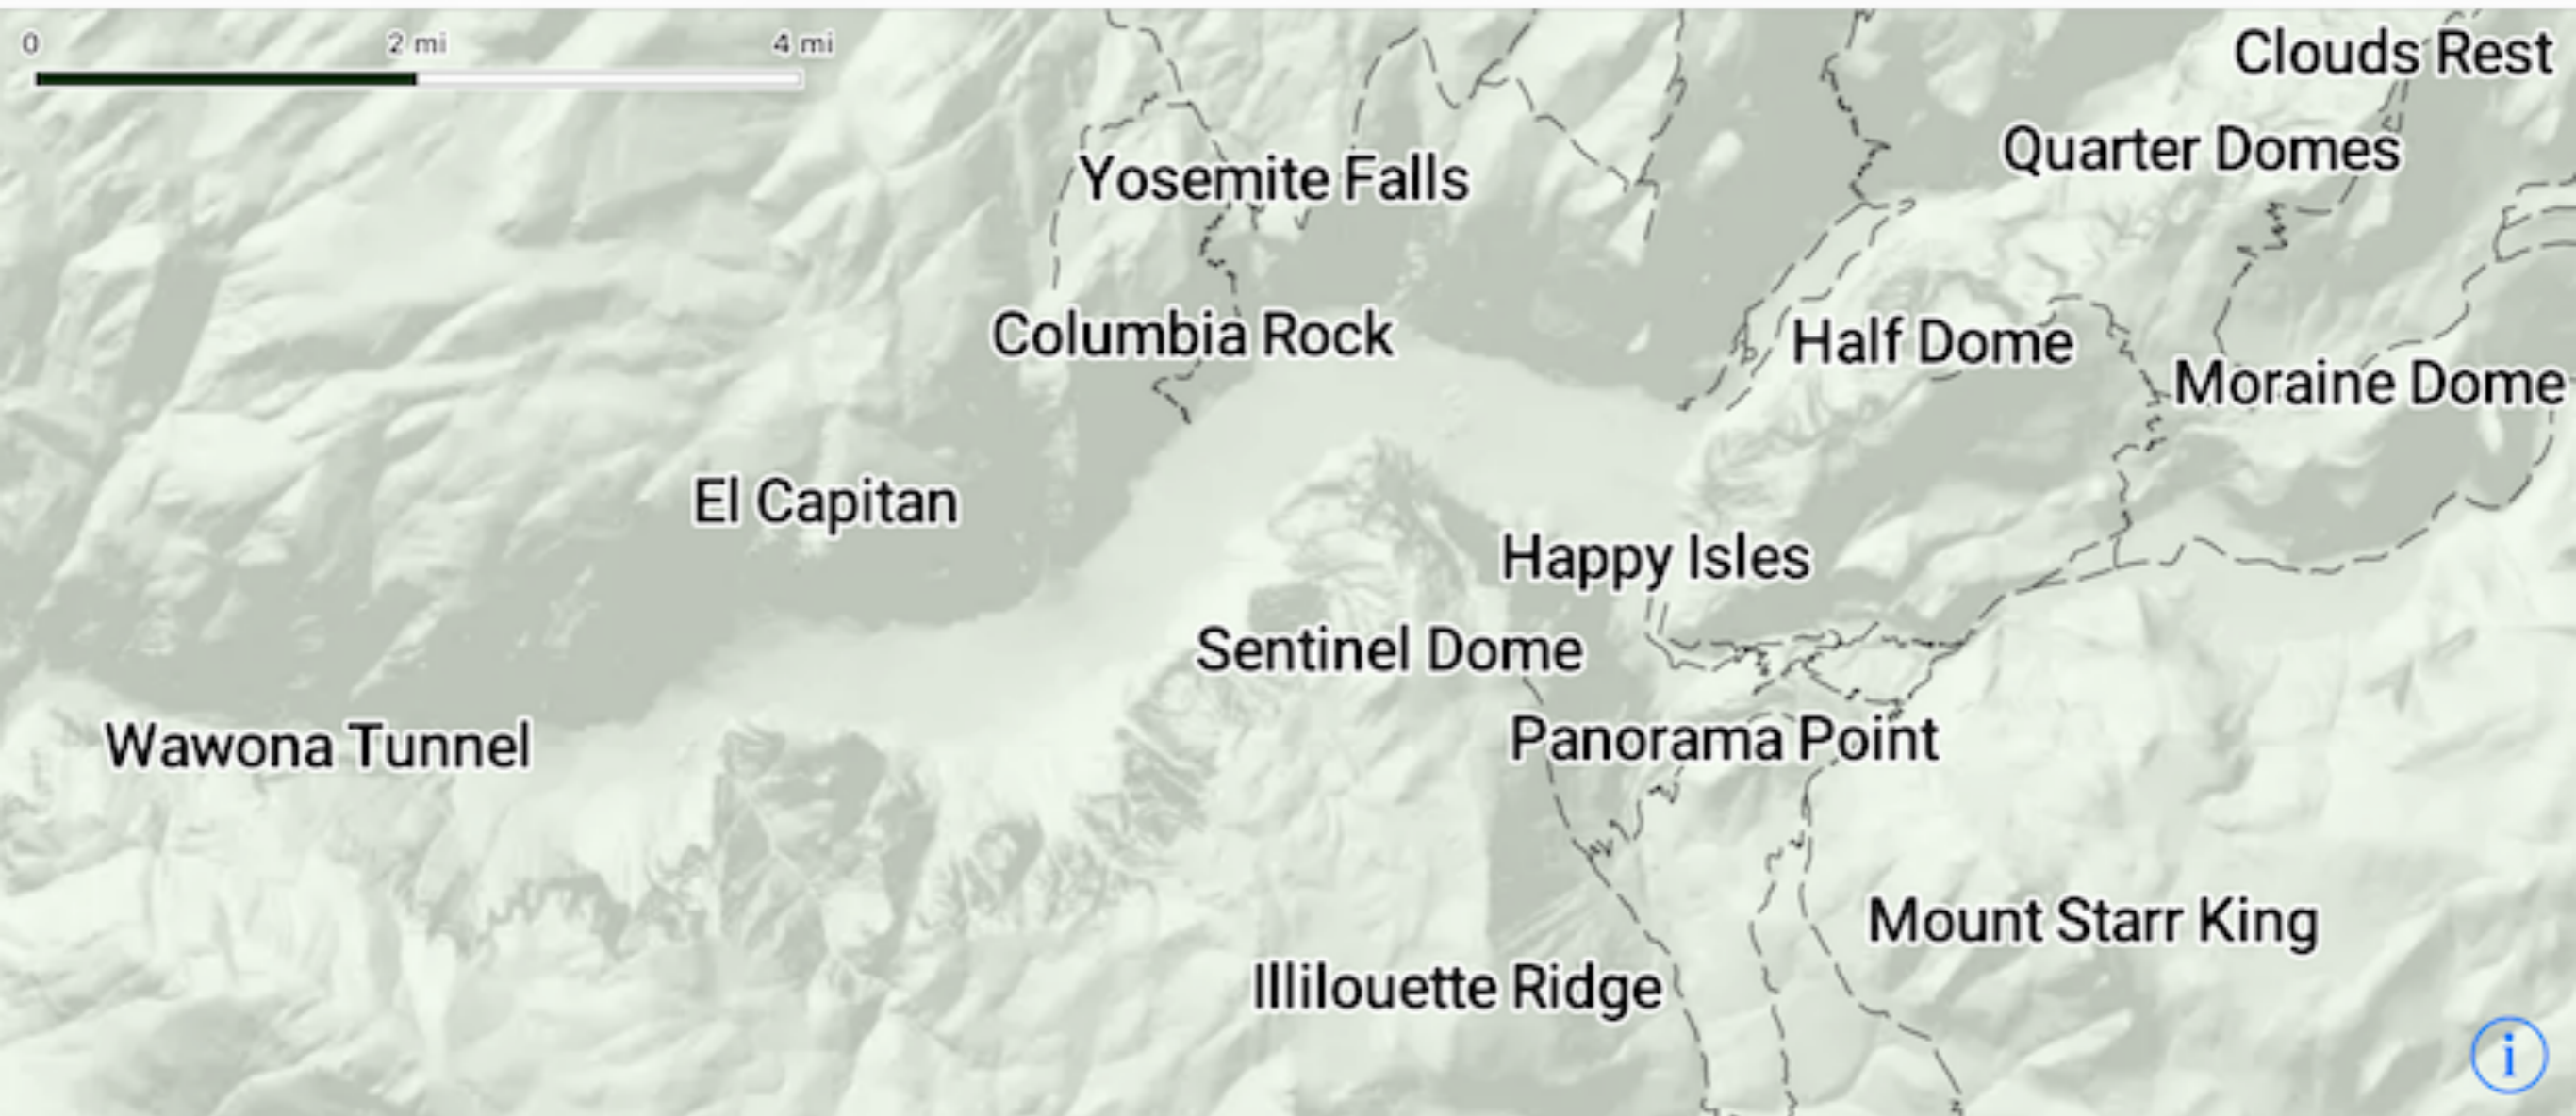 0 2 mi 4 mi
Clouds Rest
Quarter Domes
Yosemite Falls
Columbia Rock
Half Dome
Moraine Dome
El Capitan
Happy Isles
Sentinel Dome
Wawona Tunnel
Panorama Point
Mount Starr King
Illilouette Ridge
i